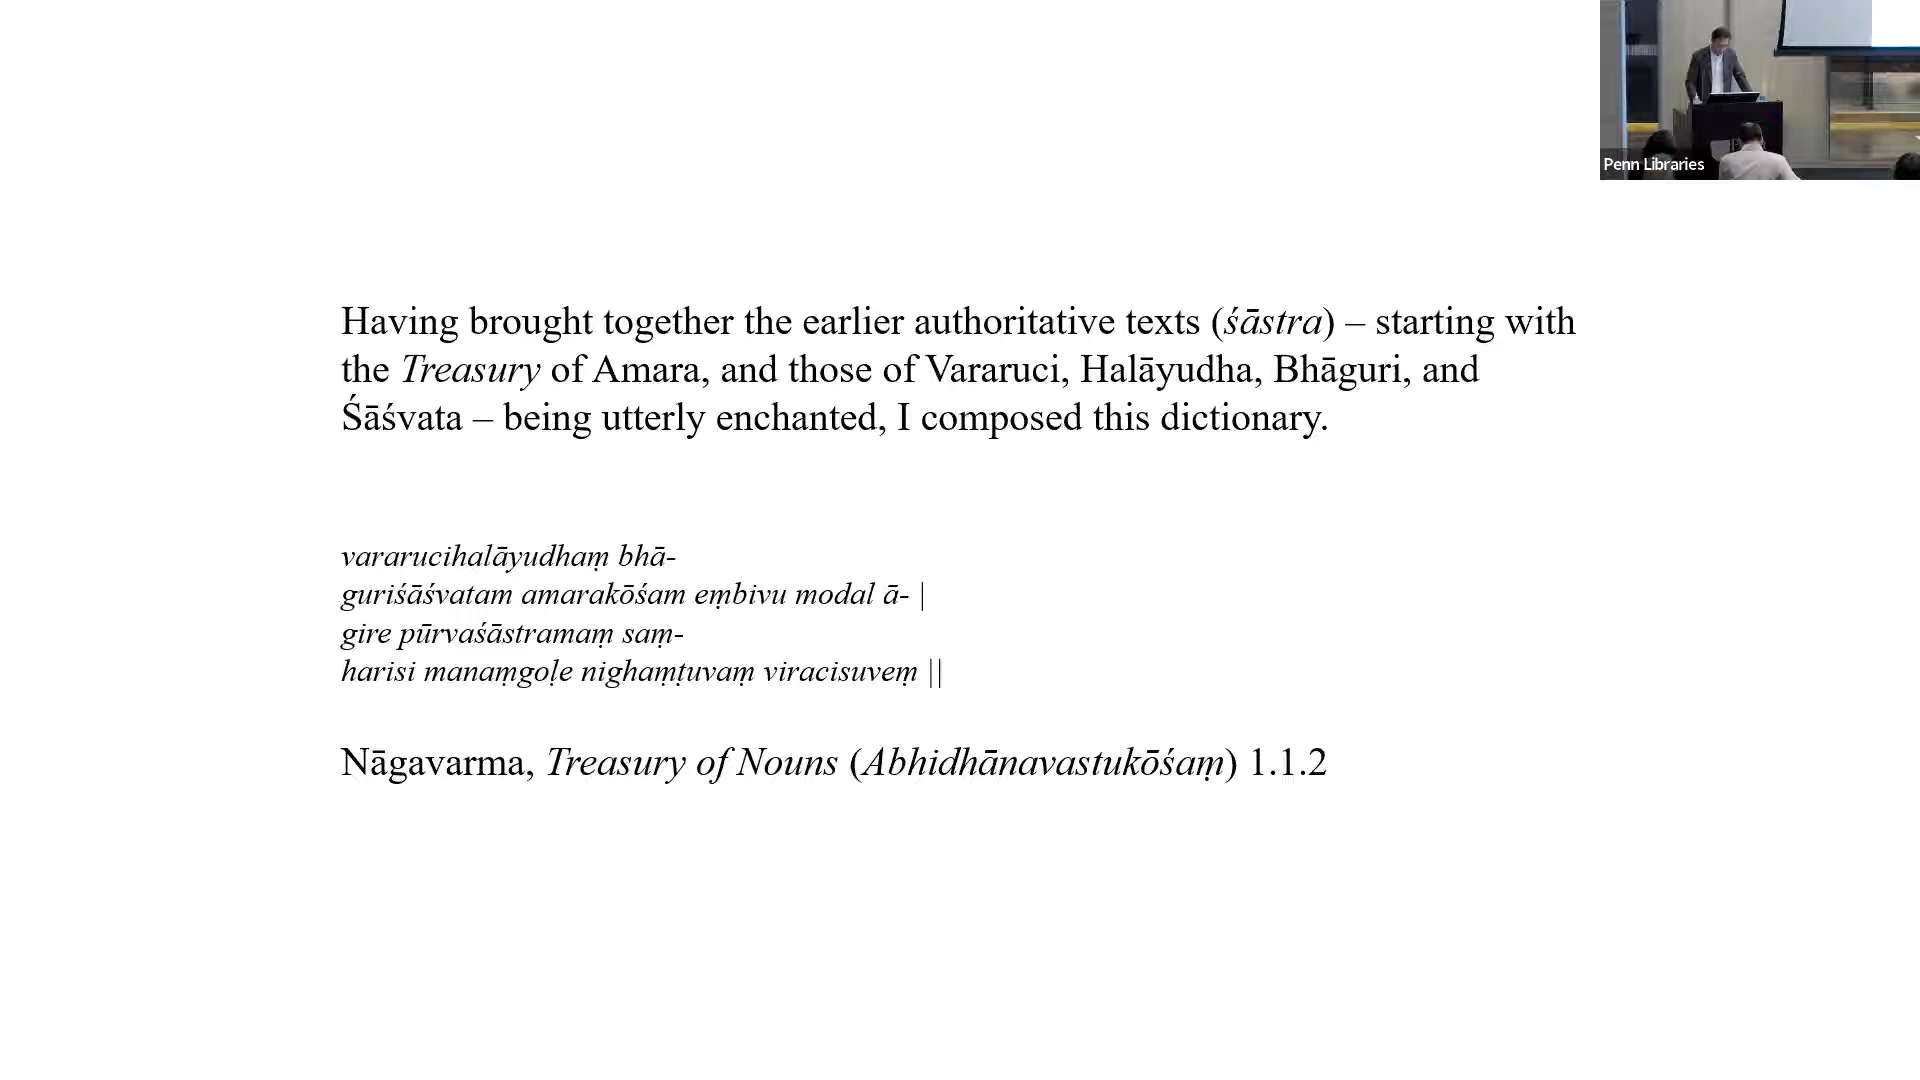 Penn Libraries
Having brought together the earlier authoritative texts (śāstra) – starting with
the Treasury of Amara, and those of Vararuci, Halāyudha, Bhāguri, and
Śāśvata – being utterly enchanted, I composed this dictionary.
vararucihalāyudhaṃ bhā-
guriśāśvatam amarakōśam eṃbivu modal ā- |
gire pūrvaśāstramaṃ saṃ-
harisi manaṃgoḷe nighaṃṭuvaṃ viracisuveṃ ||
Nāgavarma, Treasury of Nouns (Abhidhānavastukōśaṃ) 1.1.2